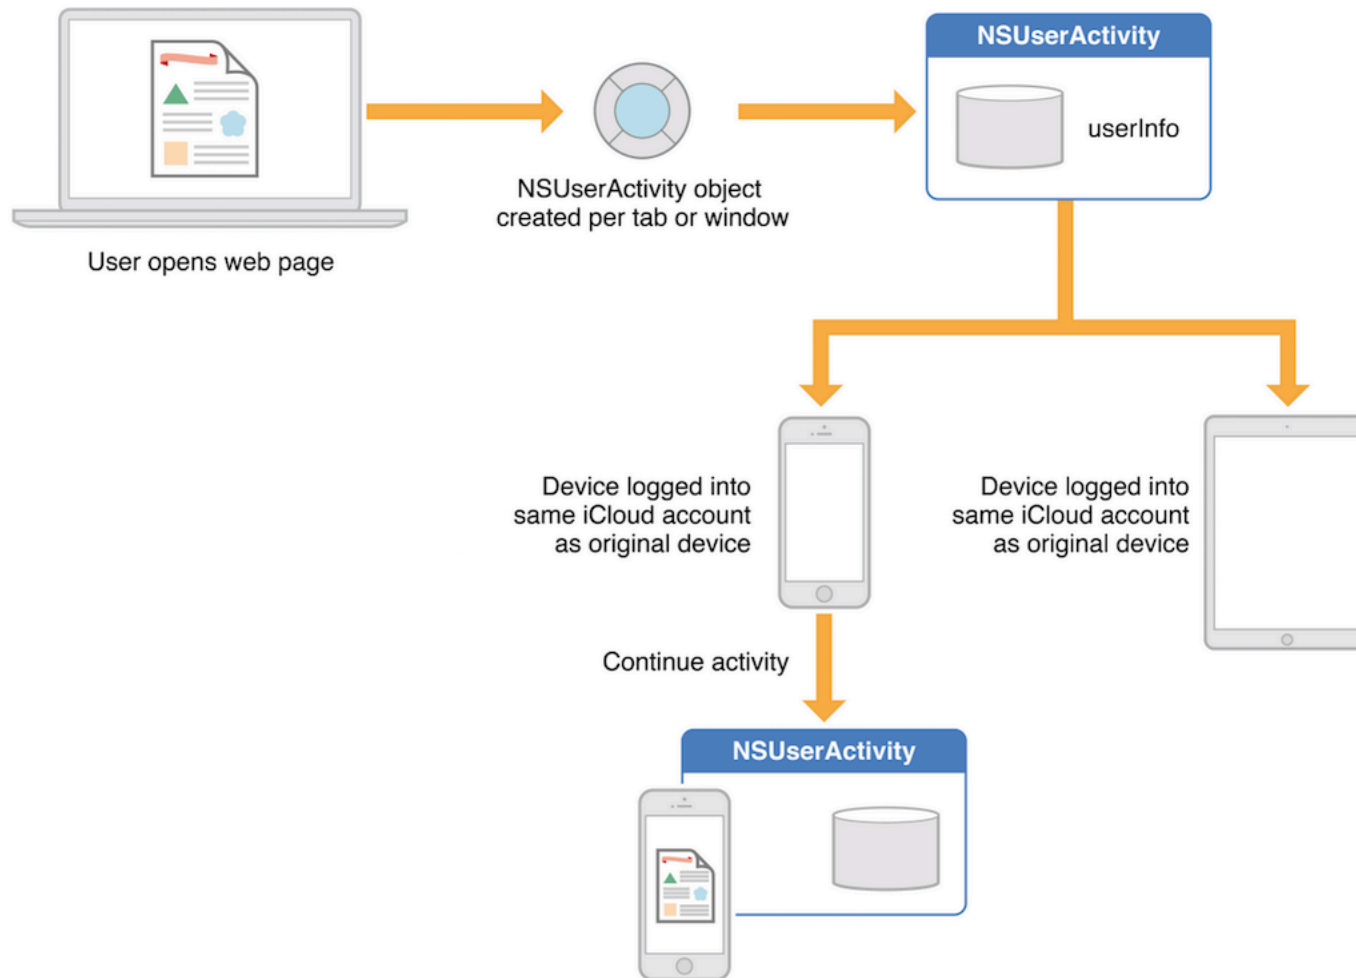 NSUserActivity
userInfo
NSUserActivity object
created per tab or window
User opens web page
Device logged into
same iCloud account
as original device
Device logged into
same iCloud account
as original device
Continue activity
NSUserActivity